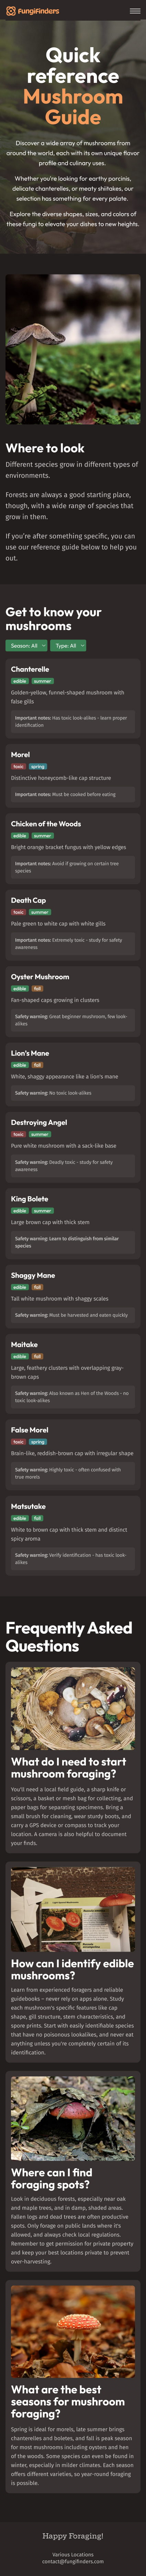 FungiFinders
Quick
reference
Mushroom
Guide
Discover a wide array of mushrooms from
around the world, each with its own unique flavor
profile and culinary uses.
Whether you're looking for earthy porcinis,
delicate chanterelles, or meaty shiitakes, our
selection has something for every palate.
Explore the diverse shapes, sizes, and colors of
these fungi to elevate your dishes to new heights.
Where to look
Different species grow in different types of
environments.
Forests are always a good starting place,
though, with a wide range of species that
grow in them.
If you're after something specific, you can
use our reference guide below to help you
out.
Get to know your
mushrooms
Season: All
Type: All
Chanterelle
edible summer
Golden-yellow, funnel-shaped mushroom with
false gills
Important notes: Has toxic look-alikes - learn proper
identification
Morel
toxic spring
Distinctive honeycomb-like cap structure
Important notes: Must be cooked before eating
Chicken of the Woods
edible summer
Bright orange bracket fungus with yellow edges
Important notes: Avoid if growing on certain tree
species
Death Cap
toxic summer
Pale green to white cap with white gills
Important notes: Extremely toxic - study for safety
awareness
Oyster Mushroom
edible fall
Fan-shaped caps growing in clusters
Safety warning: Great beginner mushroom, few look-
alikes
Lion's Mane
edible fall
White, shaggy appearance like a lion's mane
Safety warning: No toxic look-alikes
Destroying Angel
toxic summer
Pure white mushroom with a sack-like base
Safety warning: Deadly toxic - study for safety
awareness
King Bolete
edible summer
Large brown cap with thick stem
Safety warning: Learn to distinguish from similar
species
Shaggy Mane
edible fall
Tall white mushroom with shaggy scales
Safety warning: Must be harvested and eaten quickly
Maitake
edible fall
Large, feathery clusters with overlapping gray-
brown caps
Safety warning: Also known as Hen of the Woods - no
toxic look-alikes
False Morel
toxic spring
Brain-like, reddish-brown cap with irregular shape
Safety warning: Highly toxic - often confused with
true morels
Matsutake
edible fall
White to brown cap with thick stem and distinct
spicy aroma
Safety warning: Verify identification - has toxic look-
alikes
Frequently Asked
Questions
What do I need to start
mushroom foraging?
You'll need a local field guide, a sharp knife or
scissors, a basket or mesh bag for collecting, and
paper bags for separating specimens. Bring a
small brush for cleaning, wear sturdy boots, and
carry a GPS device or compass to track your
location. A camera is also helpful to document
your finds.
How can I identify edible
mushrooms?
Learn from experienced foragers and reliable
guidebooks - never rely on apps alone. Study
each mushroom's specific features like cap
shape, gill structure, stem characteristics, and
spore prints. Start with easily identifiable species
that have no poisonous lookalikes, and never eat
anything unless you're completely certain of its
identification.
Where can I find
foraging spots?
Look in deciduous forests, especially near oak
and maple trees, and in damp, shaded areas.
Fallen logs and dead trees are often productive
spots. Only forage on public lands where it's
allowed, and always check local regulations.
Remember to get permission for private property
and keep your best locations private to prevent
over-harvesting.
What are the best
seasons for mushroom
foraging?
Spring is ideal for morels, late summer brings
chanterelles and boletes, and fall is peak season
for most mushrooms including oysters and hen
of the woods. Some species can even be found in
winter, especially in milder climates. Each season
offers different varieties, so year-round foraging
is possible.
Happy Foraging!
Various Locations
contact@fungifinders.com